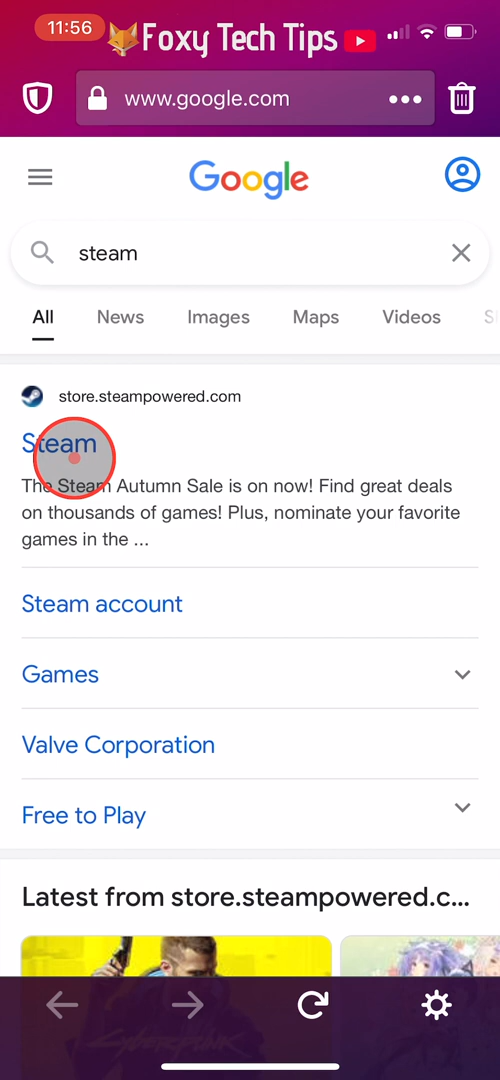 11:56
Foxy Tech Tips
www.google.com
Google
steam
All News Images Maps Videos
store.steampowered.com
Steam
The Steam Autumn Sale is on now! Find great deals
on thousands of games! Plus, nominate your favorite
games in the ...
Steam account
Games
Valve Corporation
Free to Play
Latest from store.steampowered.c...